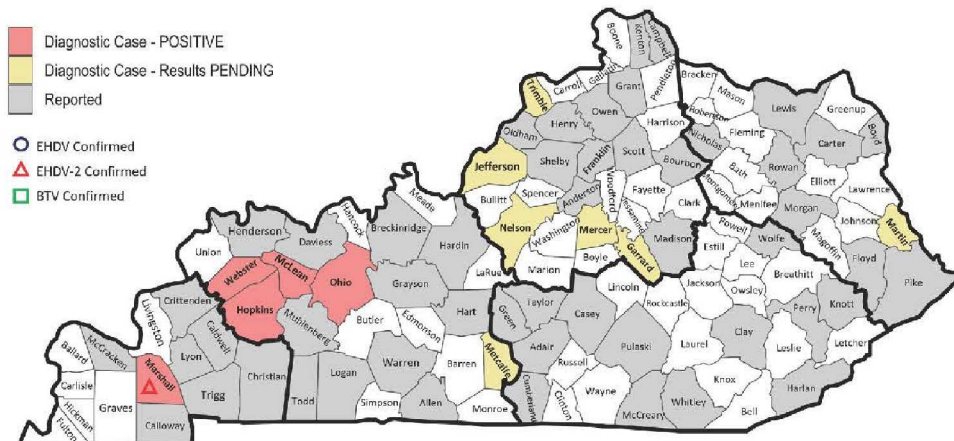 Diagnostic Case - POSITIVE
Diagnostic Case - Results PENDING
Reported
EHDV Confirmed
EHDV-2 Confirmed
BTV Confirmed
Boone
Kenton
Campbell
Gallatin
Pendleton
Carroll
Trimble
Grant
Owen
Bracken
Mason
Robertson
Lewis
Greenup
Henry
Oldham
Harrison
Nicholas
Fleming
Carter
Boyd
Jefferson
Shelby
Franklin
Scott
Bourbon
Bath
Rowan
Elliott
Lawrence
Bullitt
Spencer
Anderson
Woodford
Fayette
Clark
Montgomery
Menifee
Morgan
Johnson
Martin
Meade
Hancock
Breckinridge
Nelson
Washington
Mercer
Jessamine
Garrard
Madison
Powell
Estill
Wolfe
Magoffin
Floyd
Pike
Henderson
Daviess
Union
Hardin
LaRue
Marion
Boyle
Lee
Breathitt
Webster
McLean
Ohio
Grayson
Lincoln
Jackson
Owsley
Knott
Perry
Hopkins
Muhlenberg
Butler
Edmonson
Hart
Green
Taylor
Casey
Rockcastle
Clay
Letcher
Leslie
Crittenden
Livingston
Caldwell
Adair
Russell
Pulaski
Laurel
Ballard
McCracken
Marshall
Lyon
Trigg
Christian
Todd
Logan
Warren
Barren
Metcalfe
Carlisle
Graves
Calloway
Simpson
Allen
Monroe
Cumberland
Clinton
Wayne
McCreary
Whitley
Knox
Bell
Harlan
Hickman
Fulton